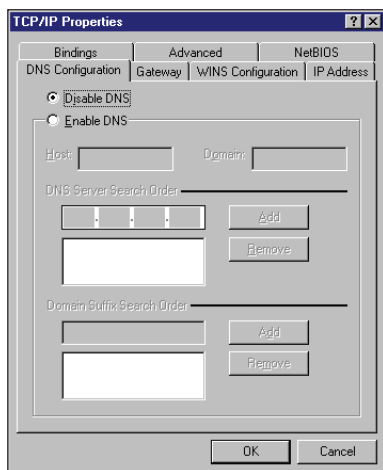 TCP/IP Properties
Bindings Advanced NetBIOS
DNS Configuration Gateway WINS Configuration IP Address
Disable DNS
Enable DNS
Host: Domain:
DNS Server Search Order
. . . Add
Remove
Domain Suffix Search Order
Add
Remove
OK Cancel